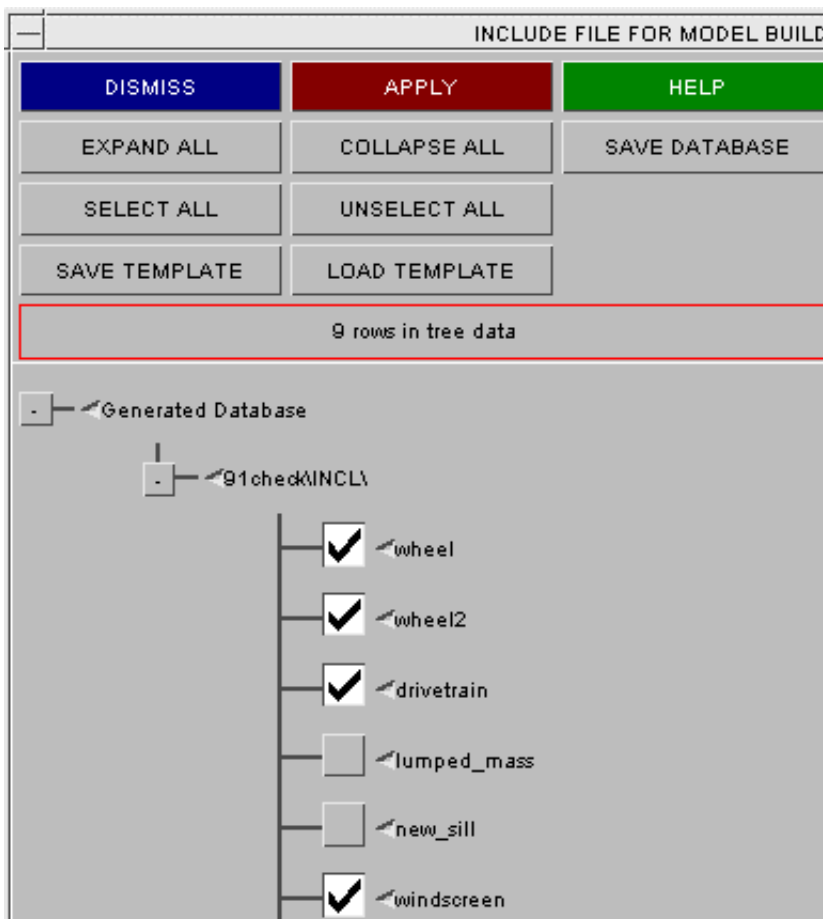 INCLUDE FILE FOR MODEL BUILD
DISMISS APPLY HELP
EXPAND ALL COLLAPSE ALL SAVE DATABASE
SELECT ALL UNSELECT ALL
SAVE TEMPLATE LOAD TEMPLATE
9 rows in tree data
Generated Database
91check\INCL\
wheel
wheel2
drivetrain
lumped_mass
new_sill
windscreen